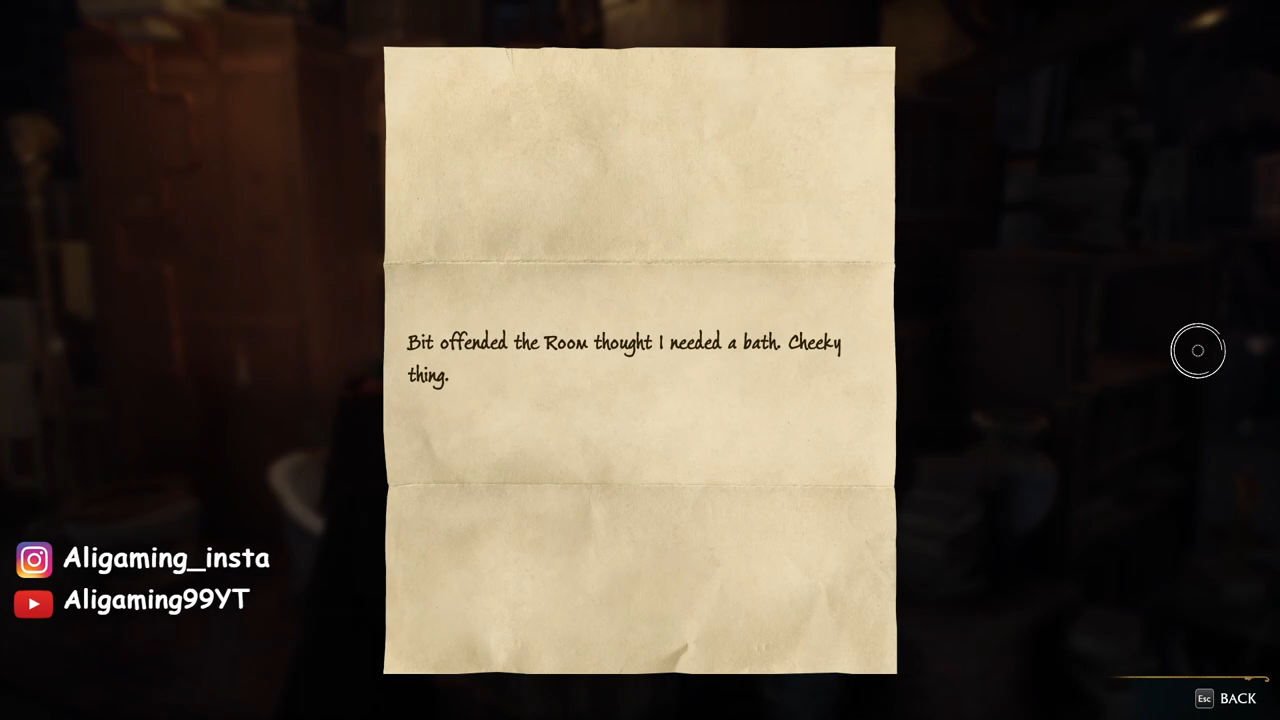 Bit offended the Room thought I needed a bath. Cheeky
thing.
Aligaming_insta
Aligaming99YT
Esc BACK